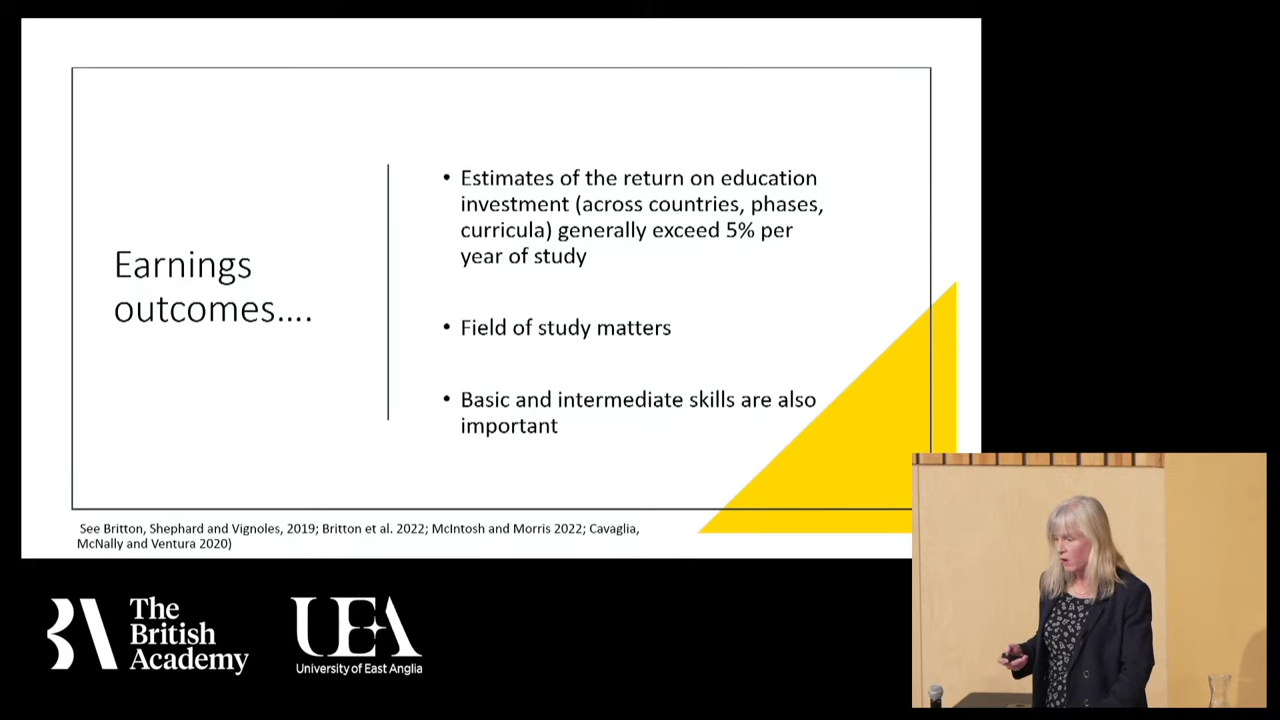 Earnings
outcomes....
• Estimates of the return on education
investment (across countries, phases,
curricula) generally exceed 5% per
year of study
• Field of study matters
• Basic and intermediate skills are also
important
See Britton, Shephard and Vignoles, 2019; Britton et al. 2022; McIntosh and Morris 2022; Cavaglia,
McNally and Ventura 2020)
BA
The
British
Academy
UEA
University of East Anglia